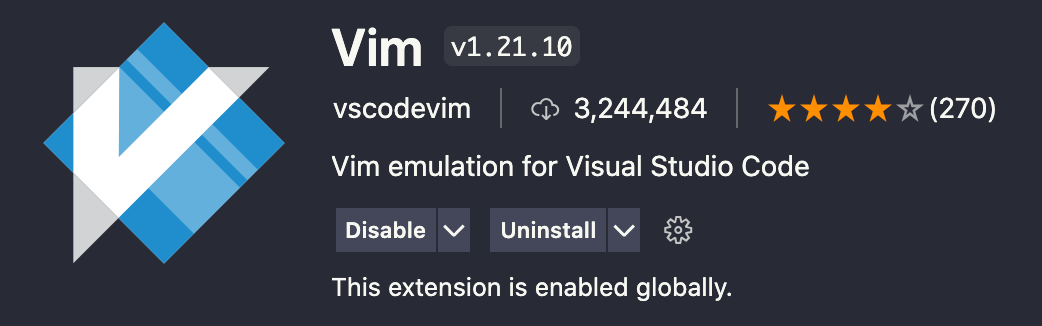 Vim v1.21.10
vscodevim 3,244,484 (270)
Vim emulation for Visual Studio Code
Disable Uninstall
This extension is enabled globally.